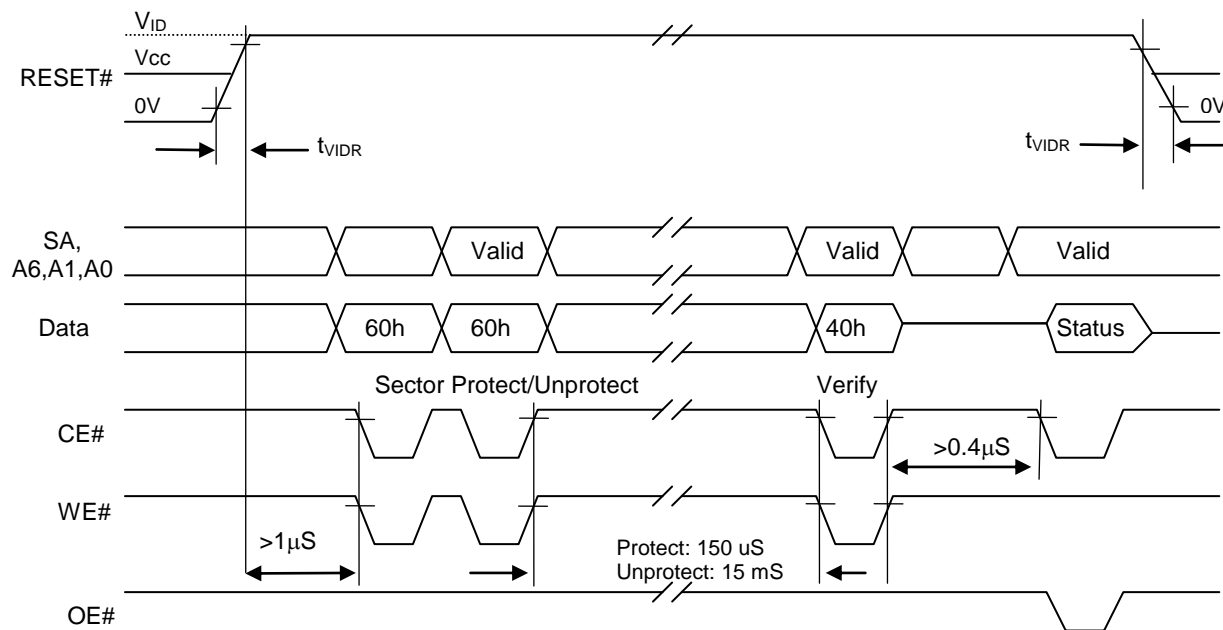 VID
Vcc
RESET#
0V
0V
tVIDR
tVIDR
SA,
A6,A1,A0
Valid
Valid
Valid
Data
60h
60h
40h
Status
Sector Protect/Unprotect
Verify
CE#
>0.4μS
WE#
>1μS
Protect: 150 uS
Unprotect: 15 mS
OE#